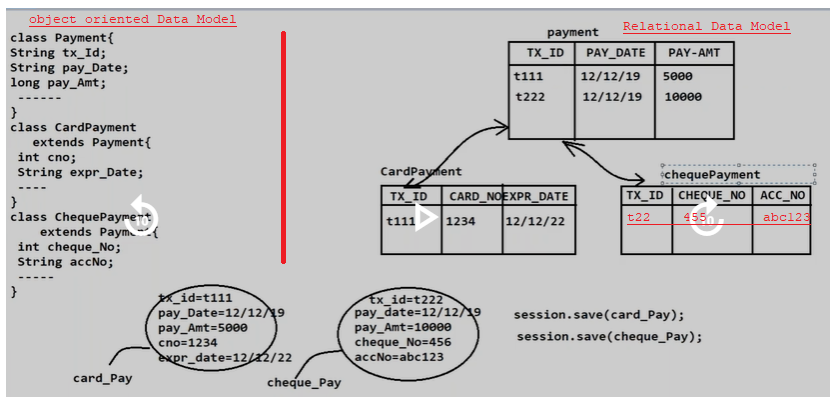 object oriented Data Model
class Payment{
String tx_Id;
String pay_Date;
long pay_Amt;
------
}
class CardPayment
extends Payment{
int cno;
String expr_Date;
----
}
class ChequePayment
extends Payment{
int cheque_No;
String accNo;
-----
}
Relational Data Model
payment
TX_ID PAY_DATE PAY-AMT
t111 12/12/19 5000
t222 12/12/19 10000
CardPayment
TX_ID CARD_NO EXPR_DATE
t111 1234 12/12/22
chequePayment
TX_ID CHEQUE_NO ACC_NO
t22 455 abc123
tx_id=t111
pay_Date=12/12/19
pay_Amt=5000
cno=1234
expr_date=12/12/22
card_Pay
tx_id=t222
pay_date=12/12/19
pay_Amt=10000
cheque_No=456
accNo=abc123
cheque_Pay
session.save(card_Pay);
session.save(cheque_Pay);